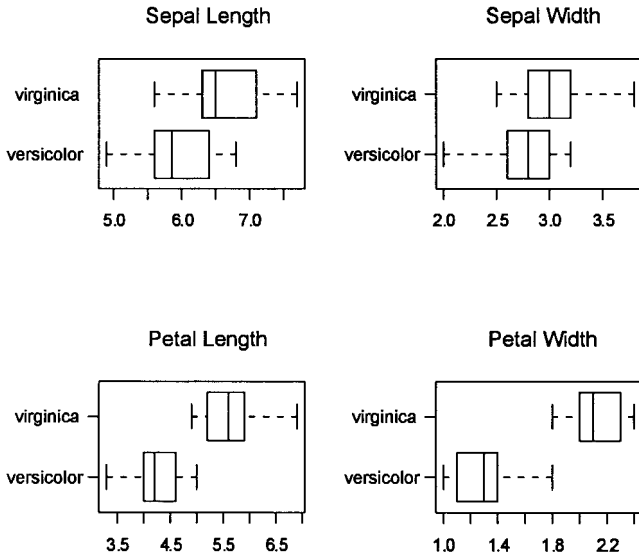 Sepal Length
virginica
versicolor
5.0 6.0 7.0
Sepal Width
virginica
versicolor
2.0 2.5 3.0 3.5
Petal Length
virginica
versicolor
3.5 4.5 5.5 6.5
Petal Width
virginica
versicolor
1.0 1.4 1.8 2.2